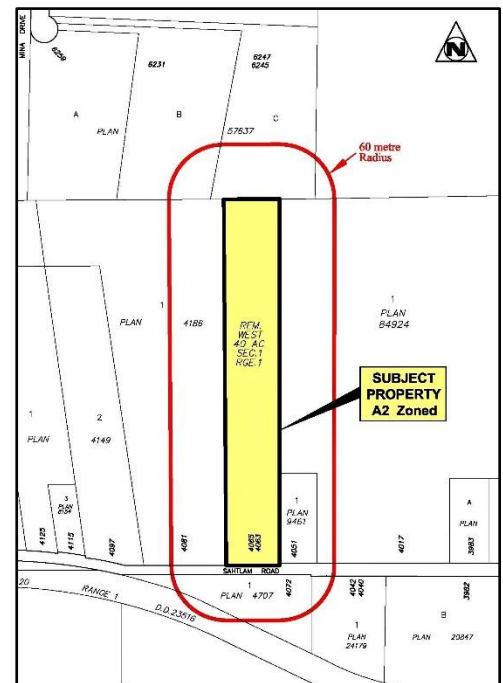 MINA DRIVE
6259
6231
6247
6245
N
A
B
C
PLAN
57637
60 metre
Radius
1
PLAN
4186
REM.
WEST
40 AC
SEC.1
RGE.1
1
PLAN
84924
SUBJECT
PROPERTY
A2 Zoned
1
PLAN
2
4149
3
PLAN
1
PLAN
9461
A
PLAN
4125
4115
4097
4081
4065
4063
4051
4017
3983
SAHTLAM ROAD
20
RANGE 1
D.D.23516
1
PLAN 4707
4072
4042
4040
3982
1
PLAN
24179
B
PLAN 20847